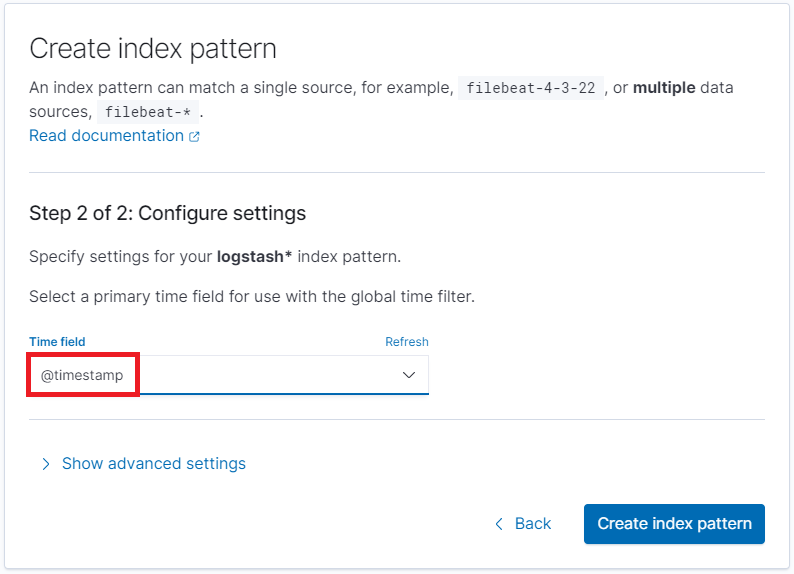 Create index pattern
An index pattern can match a single source, for example, filebeat-4-3-22 , or multiple data
sources, filebeat-* .
Read documentation
Step 2 of 2: Configure settings
Specify settings for your logstash* index pattern.
Select a primary time field for use with the global time filter.
Time field Refresh
@timestamp
Show advanced settings
Back Create index pattern